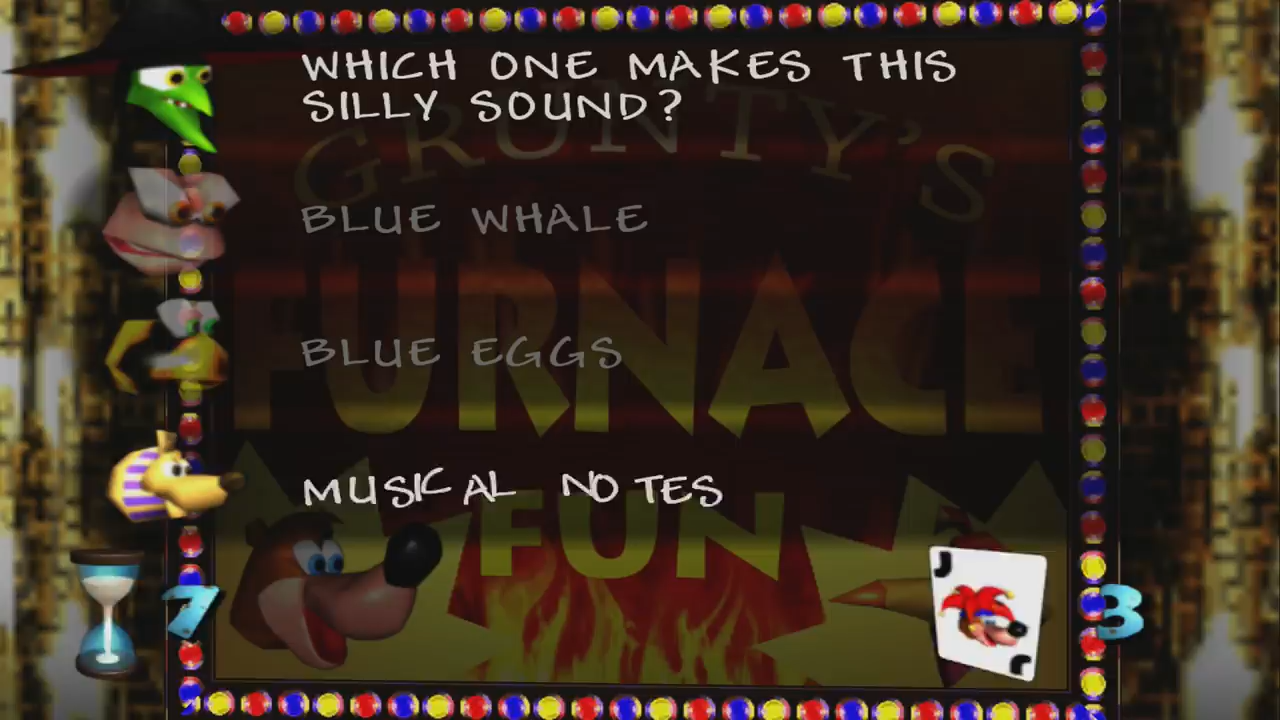 WHICH ONE MAKES THIS
SILLY SOUND?
GRUNTY'S
BLUE WHALE
FURNACE
BLUE EGGS
MUSICAL NOTES
FUN
7
J
J
3